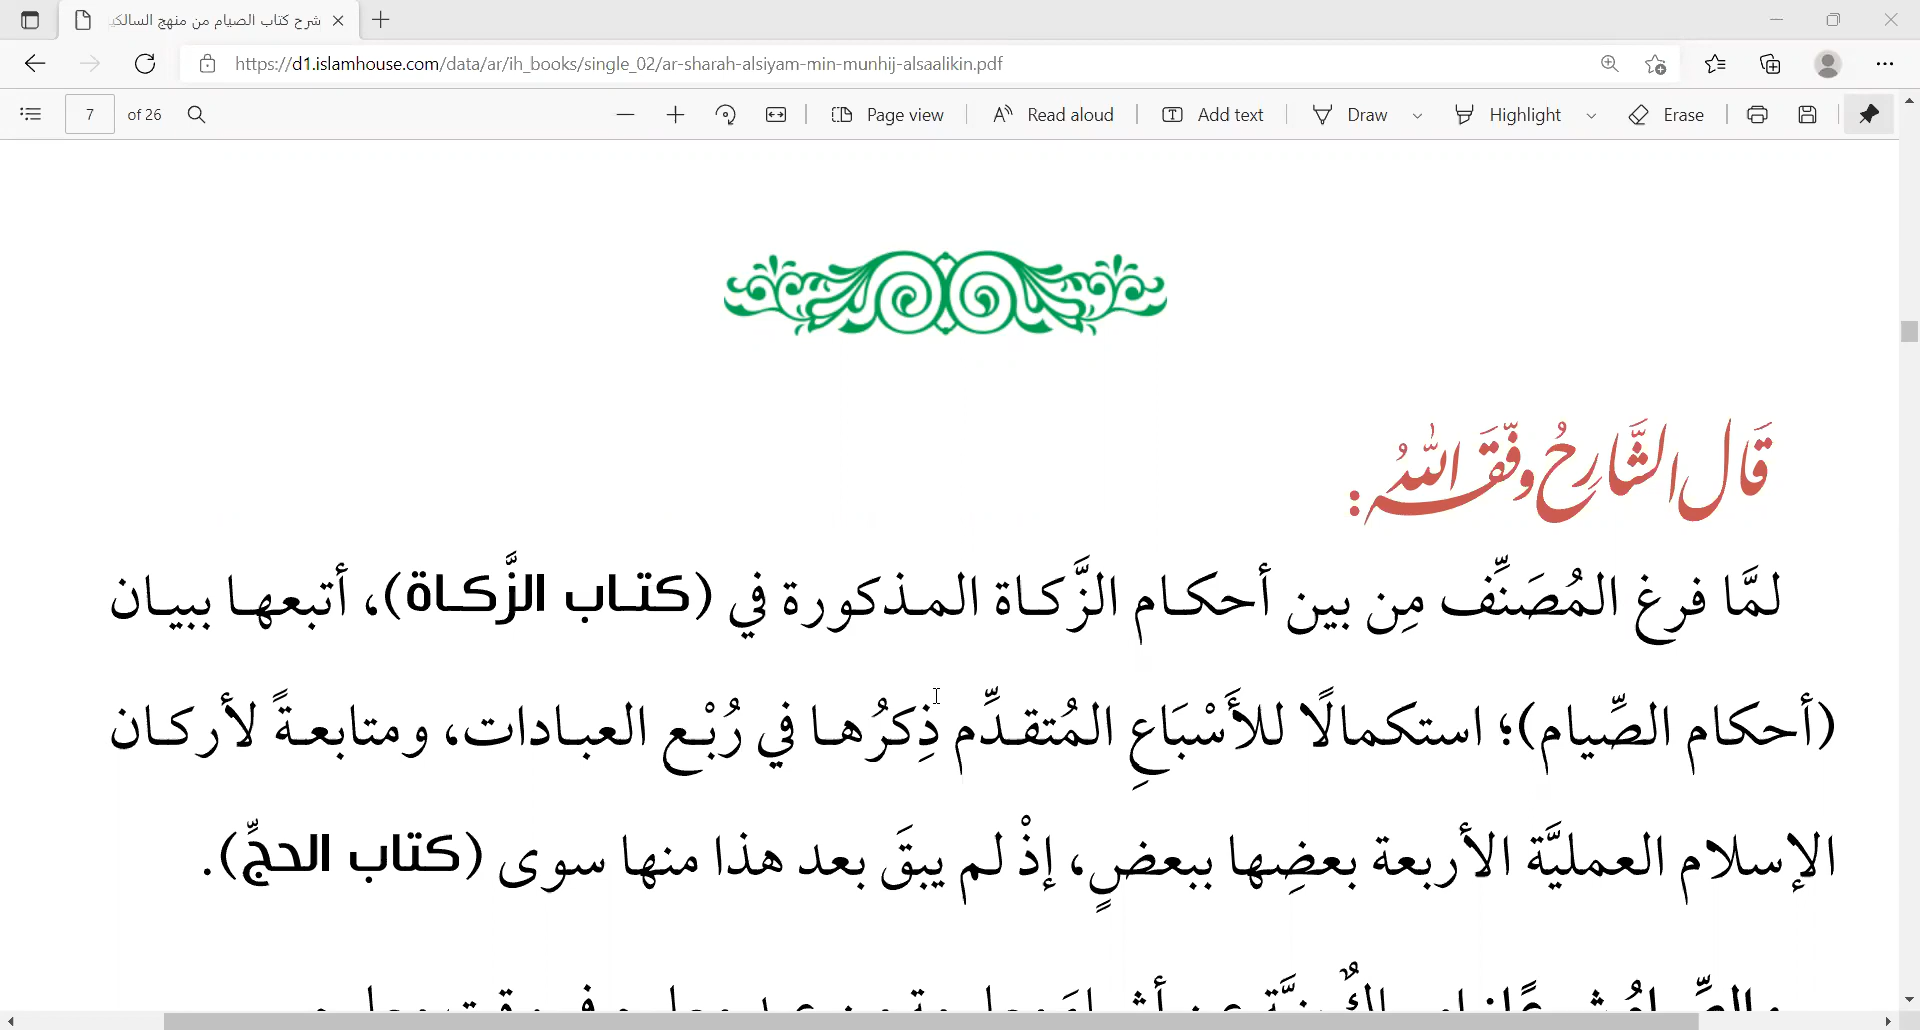 شرح كتاب الصيام من منهج السالك
https://d1.islamhouse.com/data/ar/ih_books/single_02/ar-sharah-alsiyam-min-munhij-alsaalikin.pdf
7 of 26 Page view Read aloud Add text Draw Highlight Erase
قَالَ الشَّارِحُ وفَّقَهُ اللهُ:
لمَّا فرغ المُصَنِّف مِن بين أحكام الزَّكاة المذكورة في (كتاب الزَّكاة)، أتبعها ببيان
(أحكام الصِّيام)؛ استكمالًا للأَسْبَاعِ المُتقدِّم ذِكرُها في رُبْع العبادات، ومتابعةً لأركان
الإسلام العمليَّة الأربعة بعضِها ببعضٍ، إذْ لم يبقَ بعد هذا منها سوى (كتاب الحجِّ).